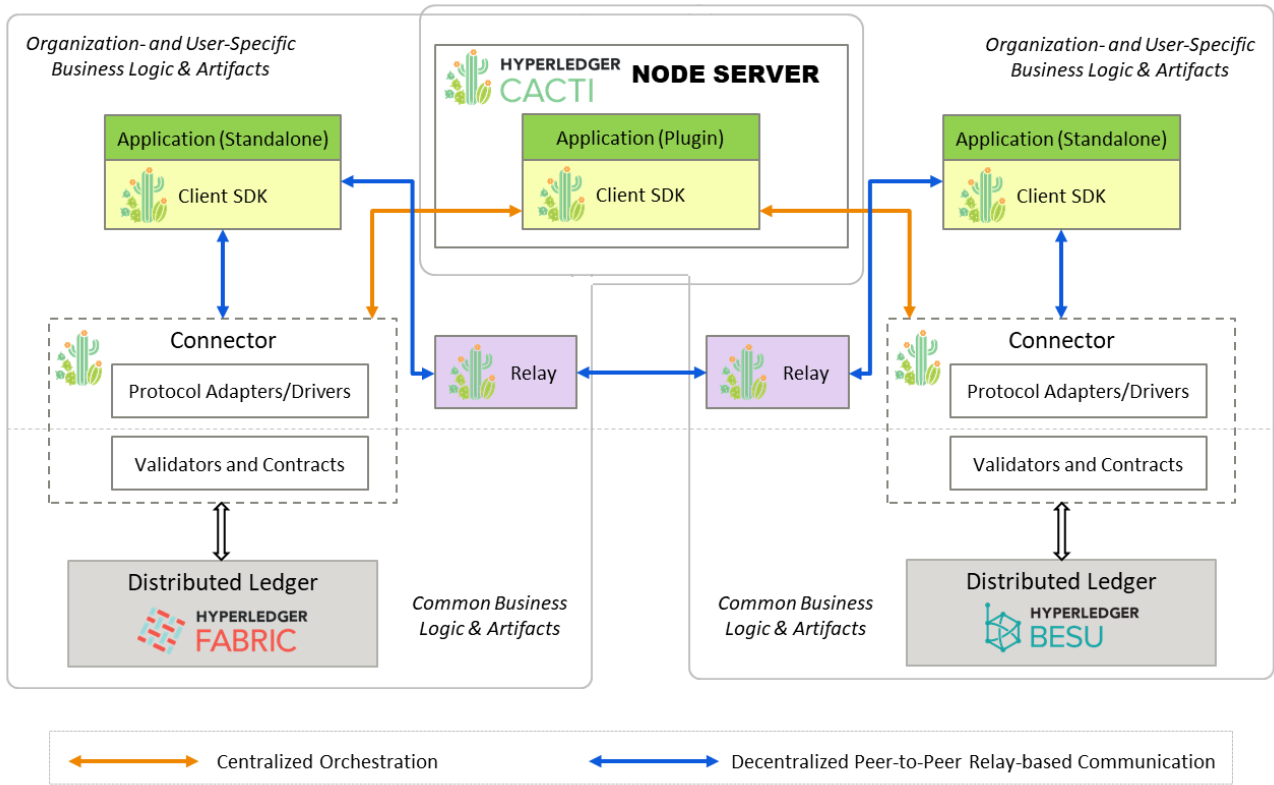 Organization- and User-Specific
Business Logic & Artifacts
HYPERLEDGER
CACTI
NODE SERVER
Organization- and User-Specific
Business Logic & Artifacts
Application (Standalone)
Client SDK
Application (Plugin)
Client SDK
Application (Standalone)
Client SDK
Connector
Protocol Adapters/Drivers
Validators and Contracts
Relay
Relay
Connector
Protocol Adapters/Drivers
Validators and Contracts
Distributed Ledger
HYPERLEDGER
FABRIC
Common Business
Logic & Artifacts
Common Business
Logic & Artifacts
Distributed Ledger
HYPERLEDGER
BESU
Centralized Orchestration
Decentralized Peer-to-Peer Relay-based Communication